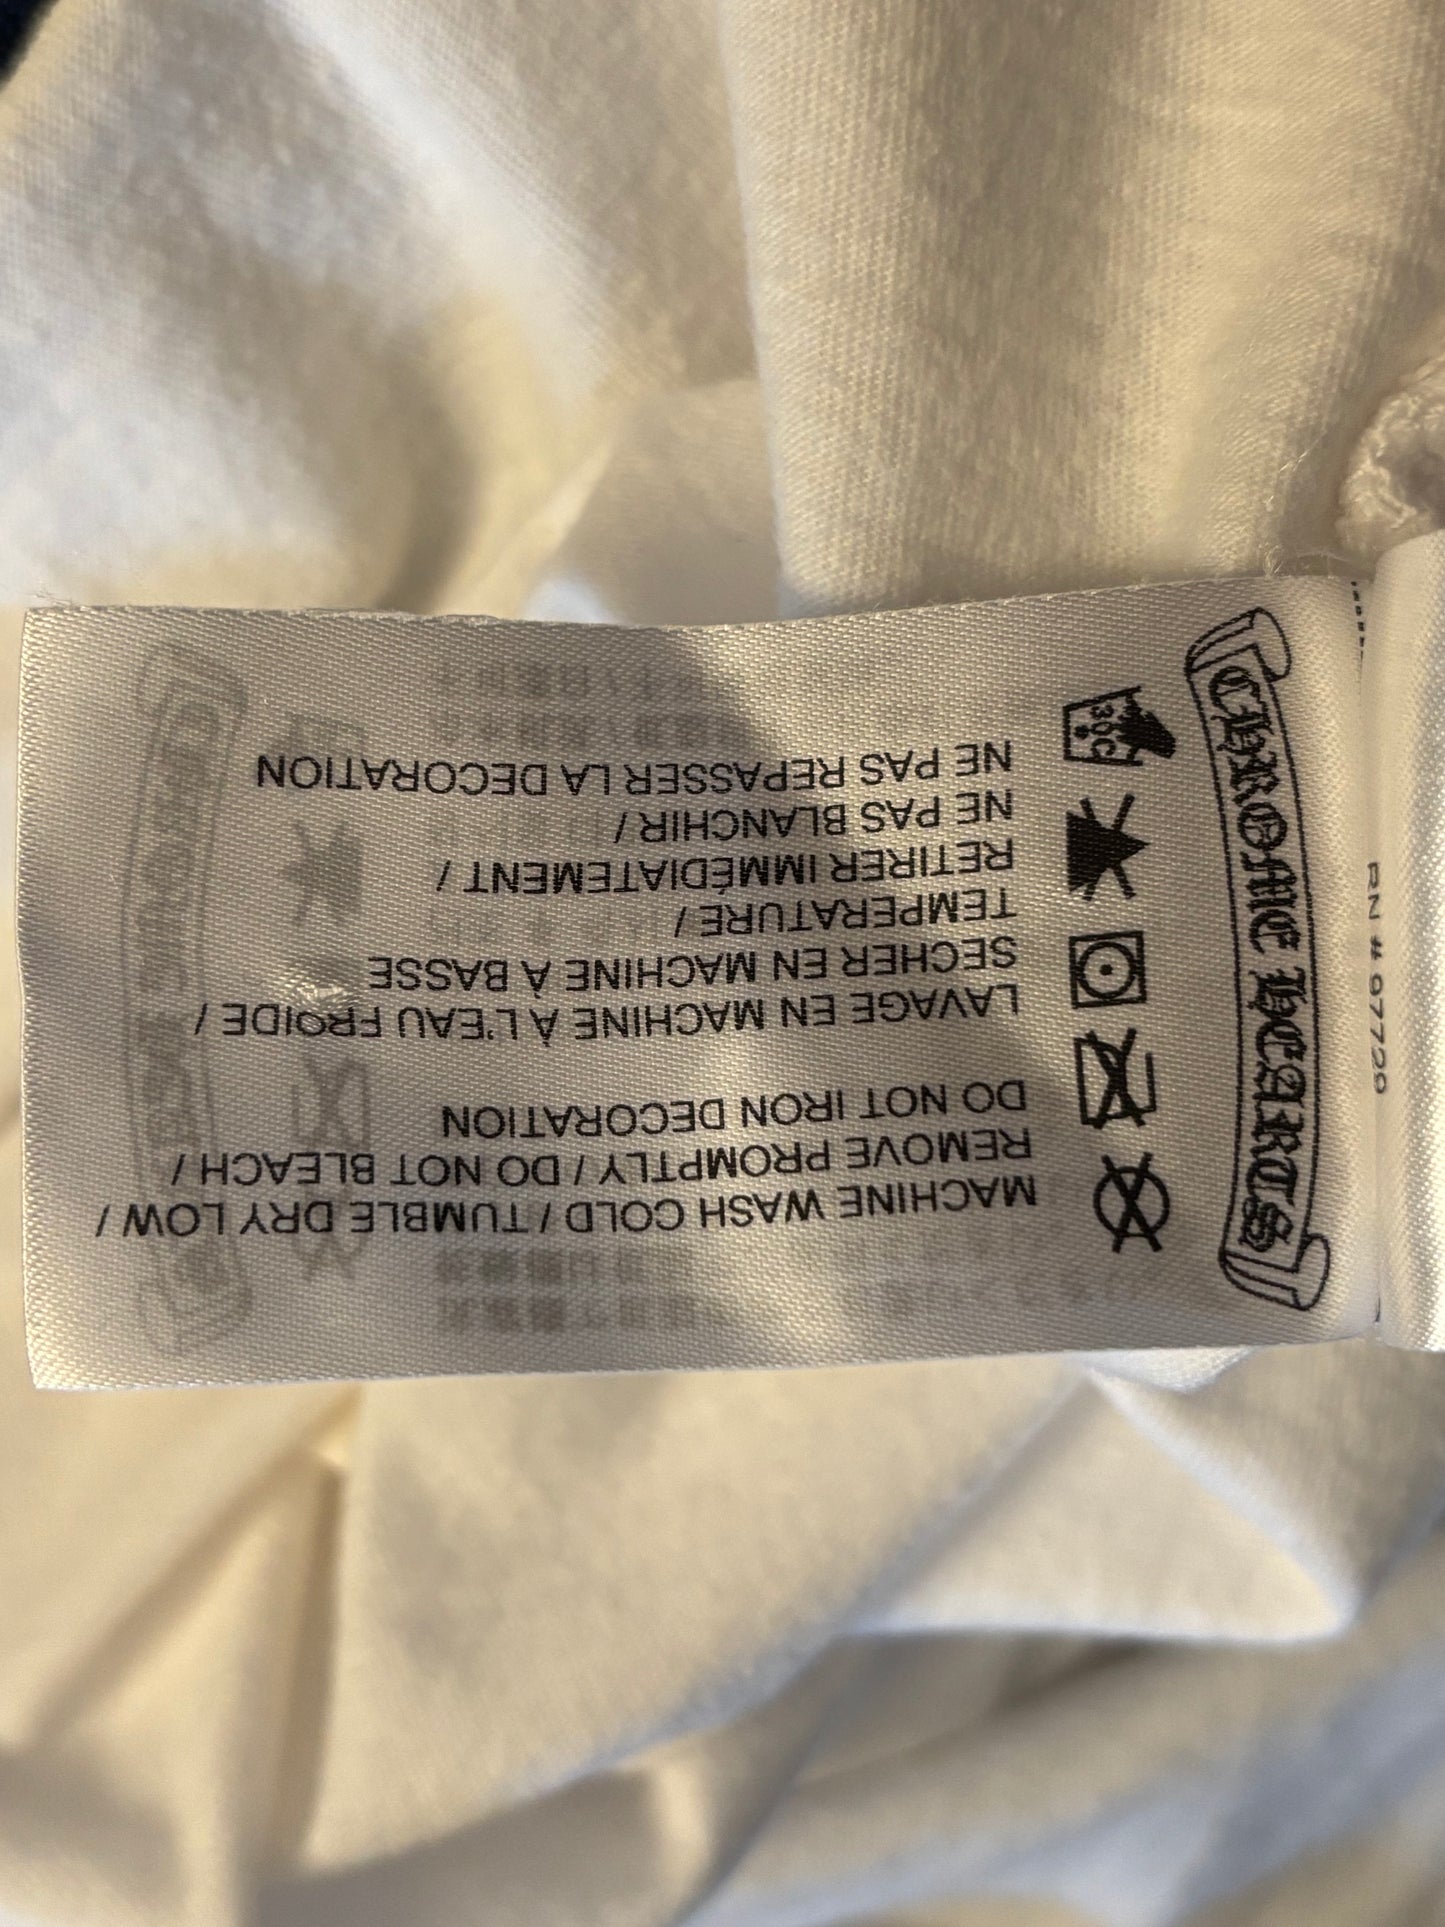 CHROME HEARTS
30C
MACHINE WASH COLD / TUMBLE DRY LOW /
REMOVE PROMPTLY / DO NOT BLEACH /
DO NOT IRON DECORATION
LAVAGE EN MACHINE À L'EAU FROIDE /
SECHER EN MACHINE À BASSE
TEMPERATURE /
RETIRER IMMÉDIATEMENT /
NE PAS BLANCHIR /
NE PAS REPASSER LA DECORATION
RN # 97729